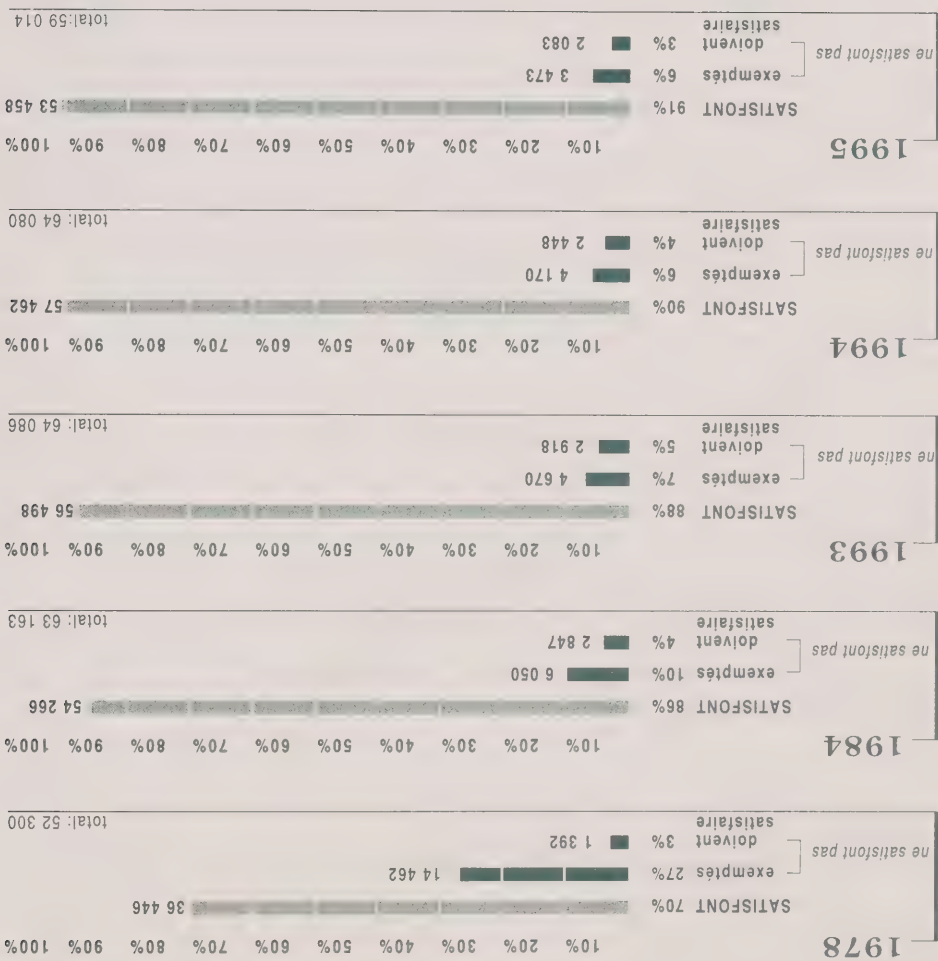 1978 10% 20% 30% 40% 50% 60% 70% 80% 90% 100%
SATISFONT 70% 36 446
exemptés 27% 14 462
ne satisfont pas
doivent 3% 1 392
satisfaire
total: 52 300
1984 10% 20% 30% 40% 50% 60% 70% 80% 90% 100%
SATISFONT 86% 54 266
exemptés 10% 6 050
ne satisfont pas
doivent 4% 2 847
satisfaire
total: 63 163
1993 10% 20% 30% 40% 50% 60% 70% 80% 90% 100%
SATISFONT 88% 56 498
exemptés 7% 4 670
ne satisfont pas
doivent 5% 2 918
satisfaire
total: 64 086
1994 10% 20% 30% 40% 50% 60% 70% 80% 90% 100%
SATISFONT 90% 57 462
exemptés 6% 4 170
ne satisfont pas
doivent 4% 2 448
satisfaire
total: 64 080
1995 10% 20% 30% 40% 50% 60% 70% 80% 90% 100%
SATISFONT 91% 53 458
exemptés 6% 3 473
ne satisfont pas
doivent 3% 2 083
satisfaire
total: 59 014